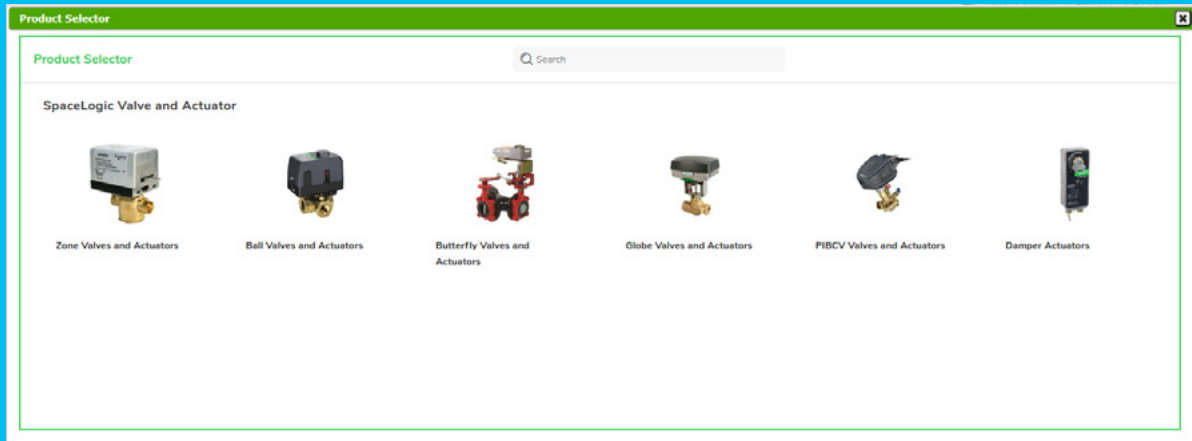 Product Selector
Product Selector
Search
SpaceLogic Valve and Actuator
Zone Valves and Actuators
Ball Valves and Actuators
Butterfly Valves and
Actuators
Globe Valves and Actuators
PIBCV Valves and Actuators
Damper Actuators